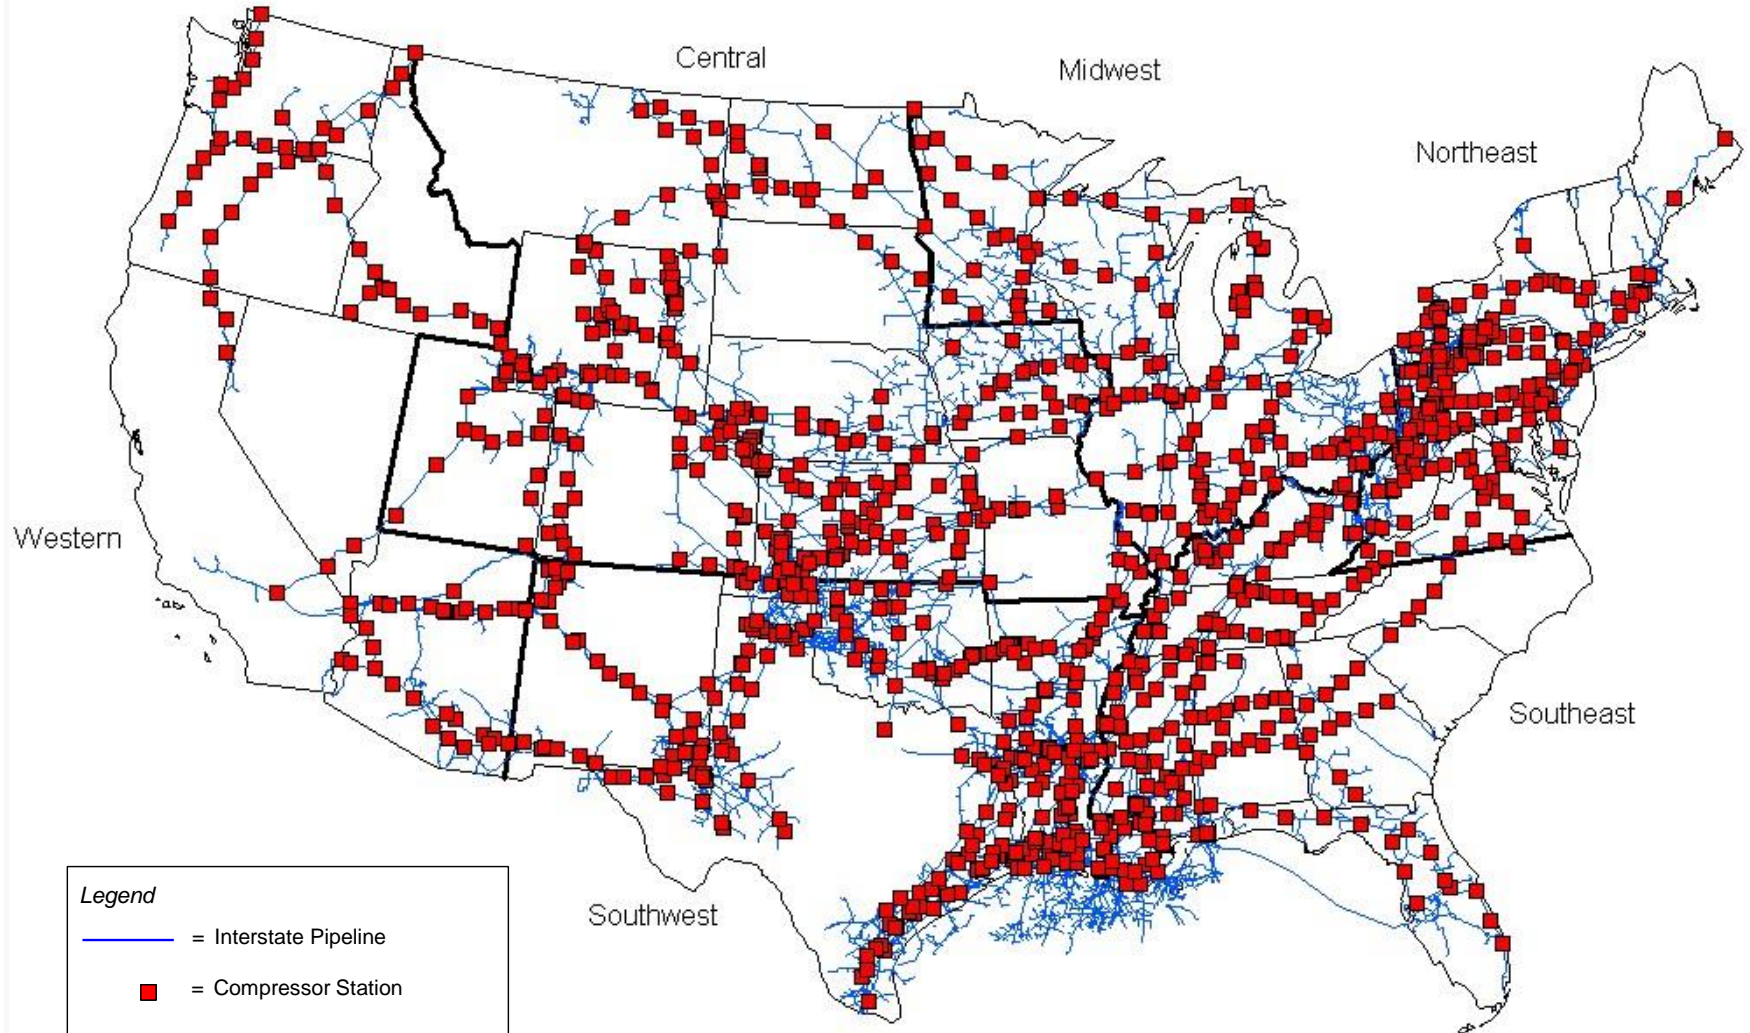 Central
Midwest
Northeast
Western
Southeast
Southwest
Legend
= Interstate Pipeline
= Compressor Station